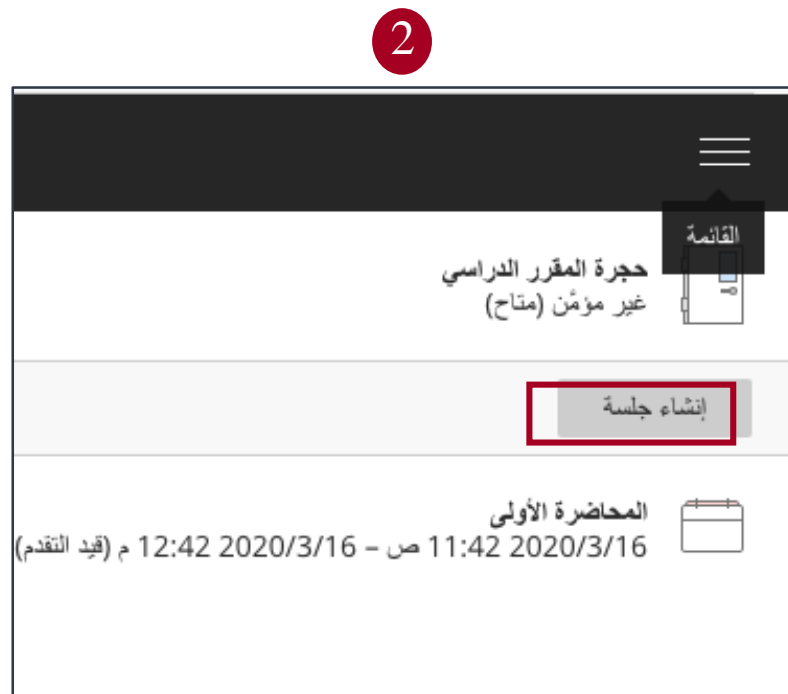 2
القائمة
حجرة المقرر الدراسي
غير مؤمَّن (متاح)
إنشاء جلسة
المحاضرة الأولى
2020/3/16 11:42 ص – 2020/3/16 12:42 م (قيد التقدم)